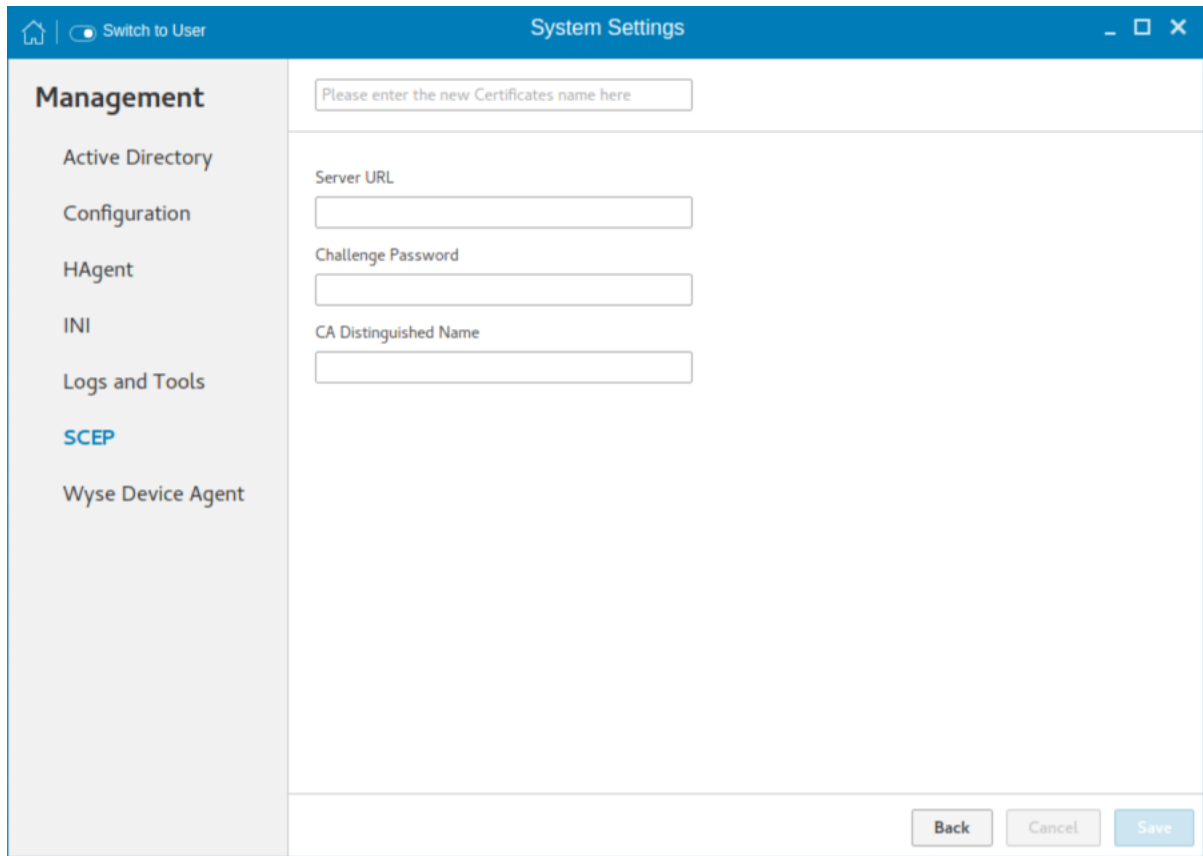 Switch to User
System Settings
Management
Active Directory
Configuration
HAgent
INI
Logs and Tools
SCEP
Wyse Device Agent
Please enter the new Certificates name here
Server URL
Challenge Password
CA Distinguished Name
Back
Cancel
Save